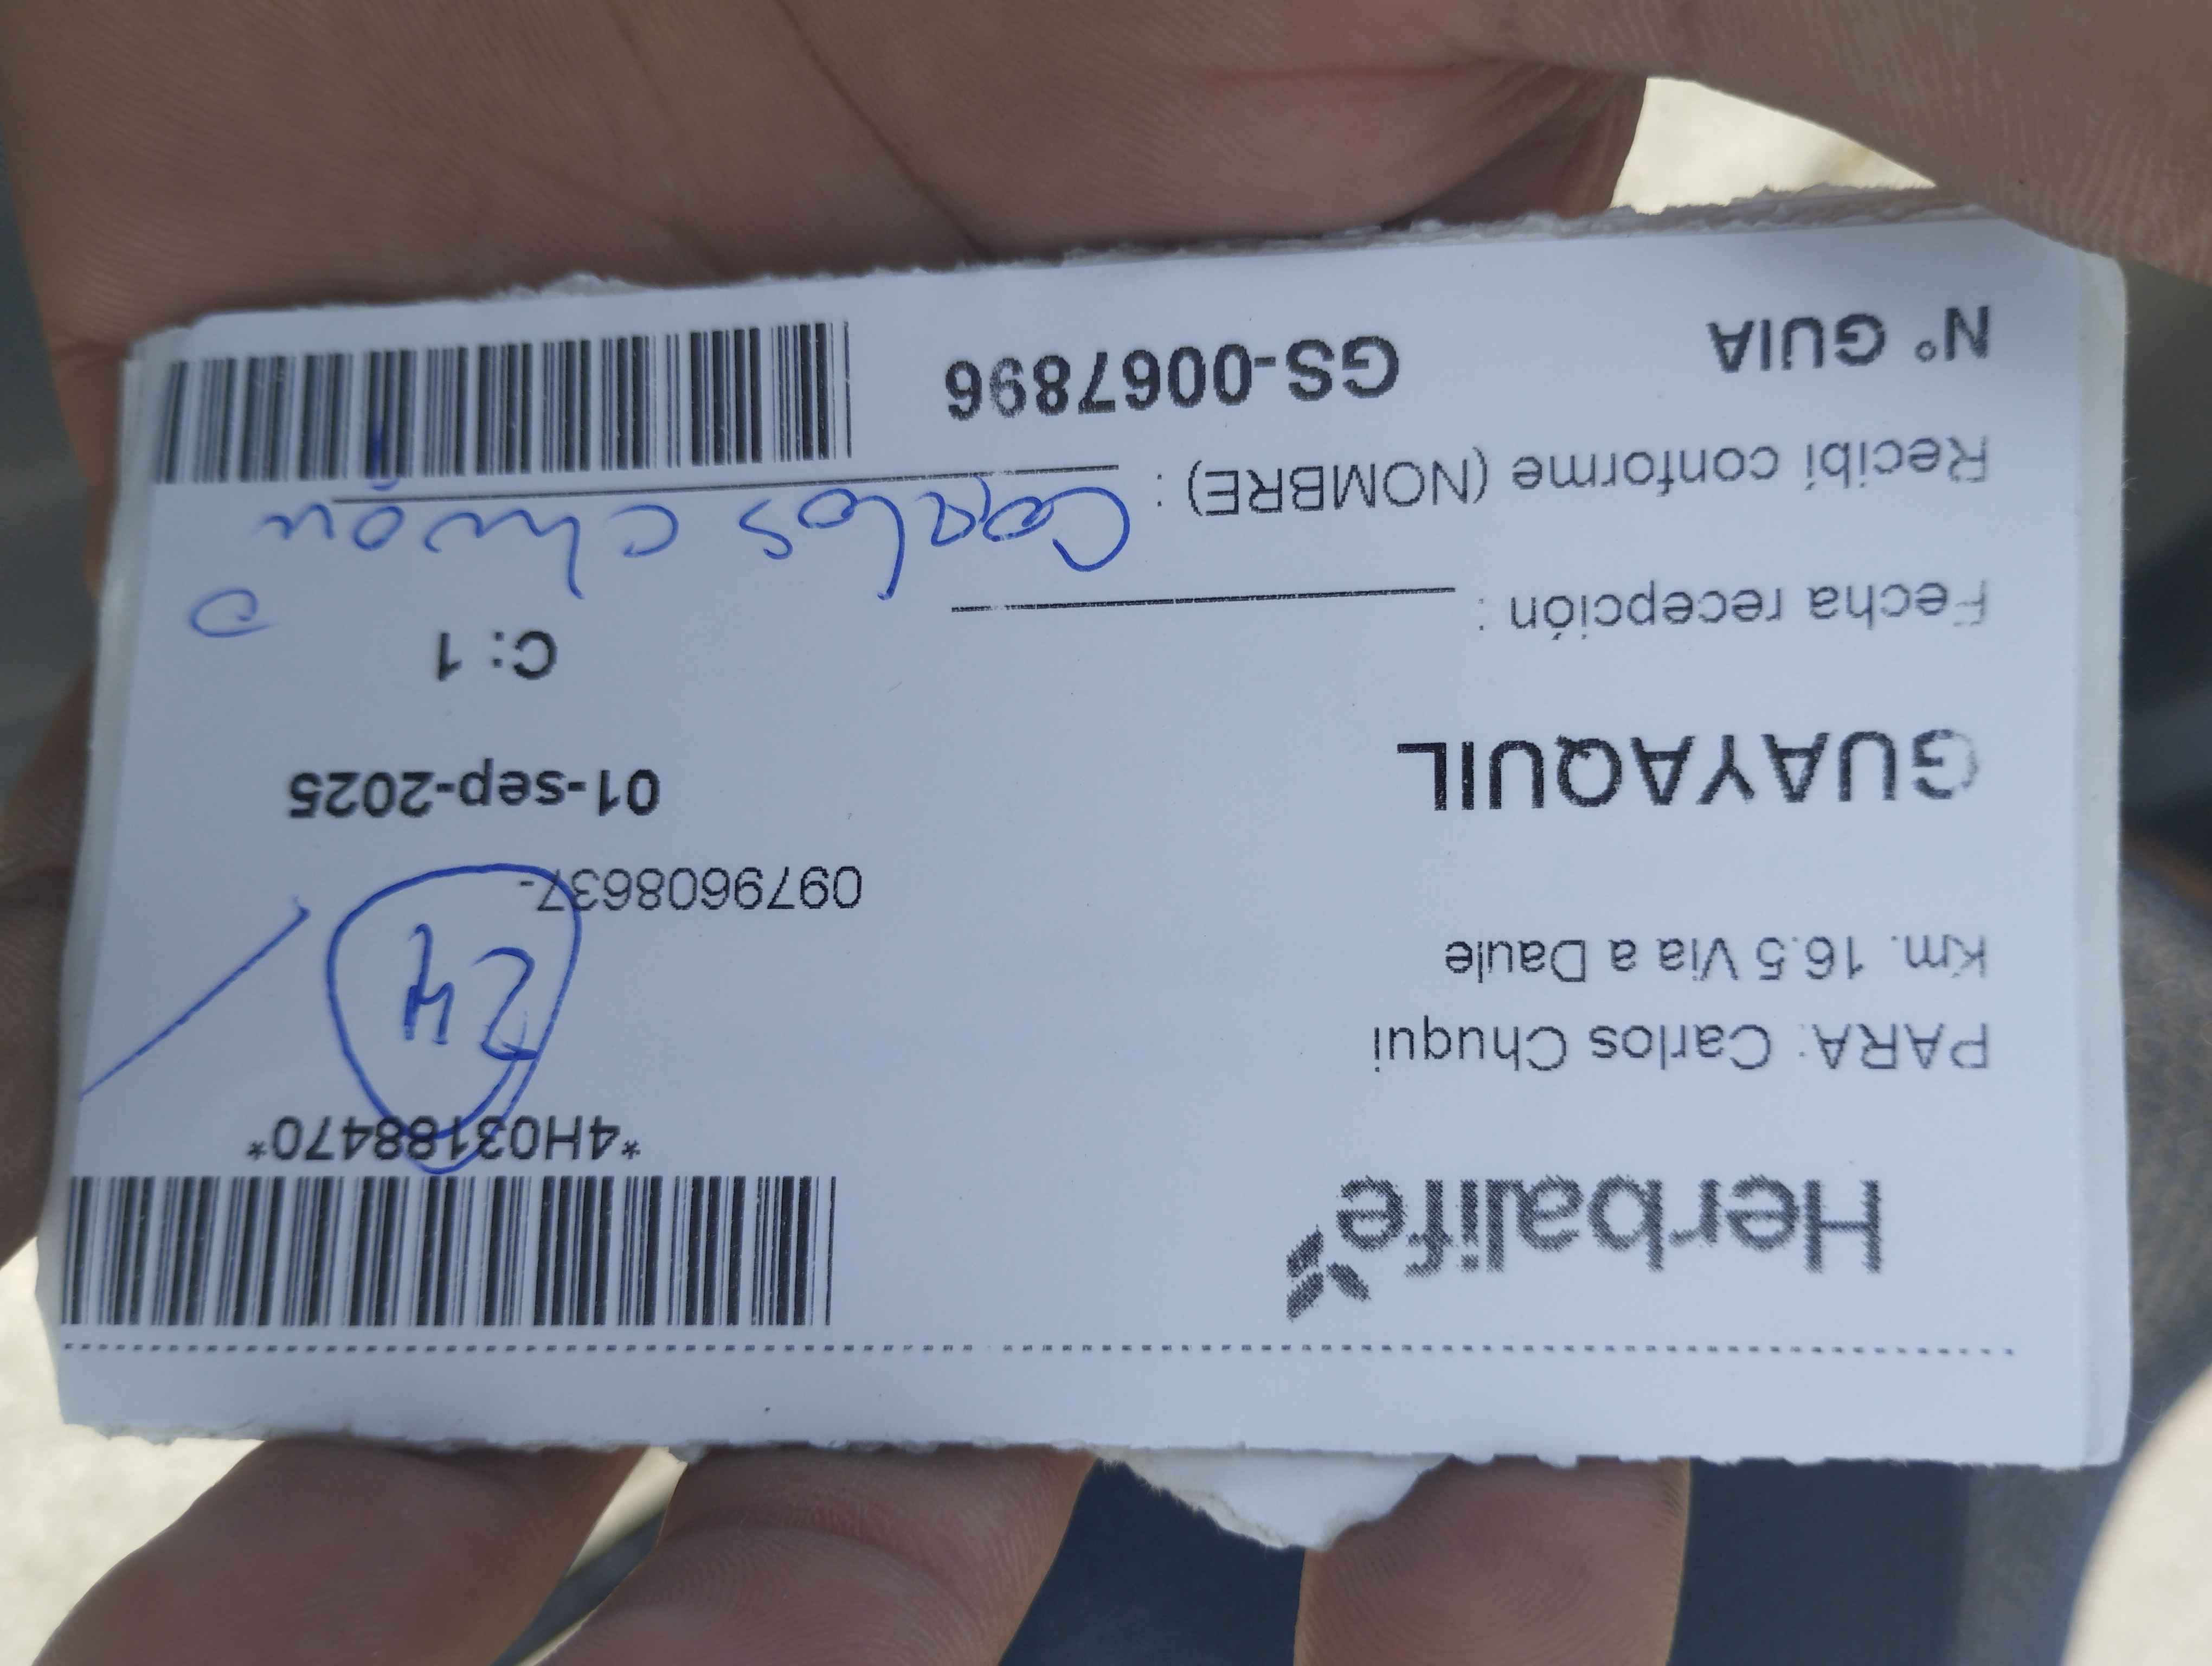 Herbalife
*4H03188470*
PARA: Carlos Chuqui
24
Km. 16.5 Via a Daule
0979608637-
GUAYAQUIL
01-sep-2025
C: 1
Fecha recepción :
Recibí conforme (NOMBRE) : Carlos
N° GUIA
GS-0067896